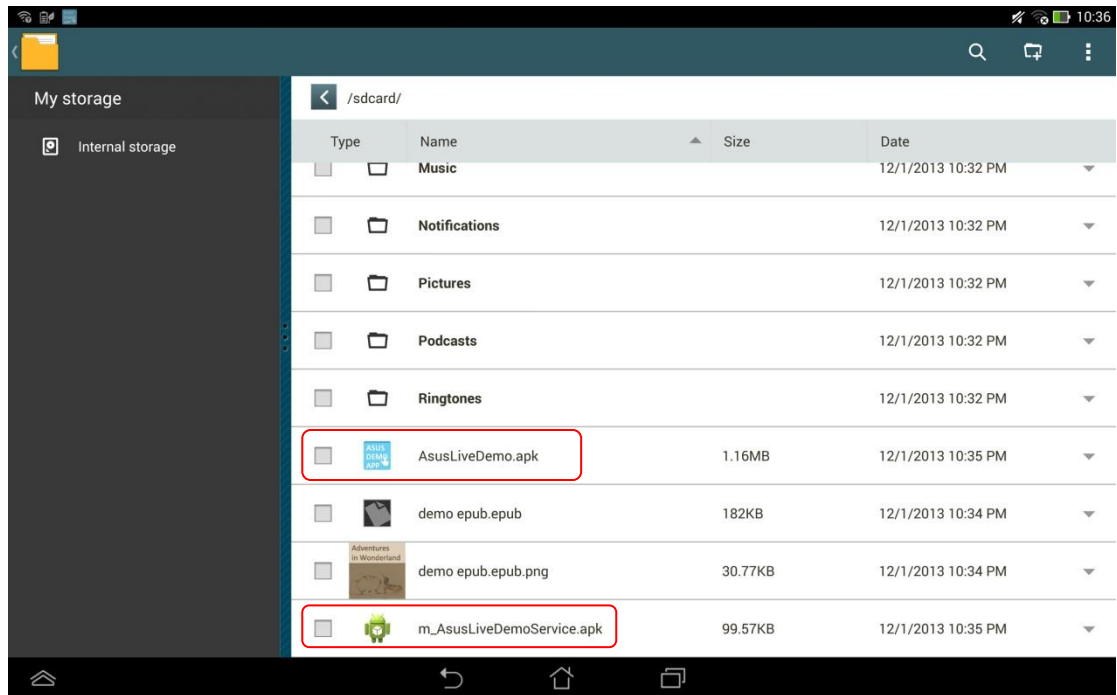 10:36
My storage
/sdcard/
Internal storage
Type Name Size Date
Music 12/1/2013 10:32 PM
Notifications 12/1/2013 10:32 PM
Pictures 12/1/2013 10:32 PM
Podcasts 12/1/2013 10:32 PM
Ringtones 12/1/2013 10:32 PM
ASUS
DEMO
APP
AsusLiveDemo.apk 1.16MB 12/1/2013 10:35 PM
demo epub.epub 182KB 12/1/2013 10:34 PM
Adventures
in Wonderland
demo epub.epub.png 30.77KB 12/1/2013 10:34 PM
m_AsusLiveDemoService.apk 99.57KB 12/1/2013 10:35 PM